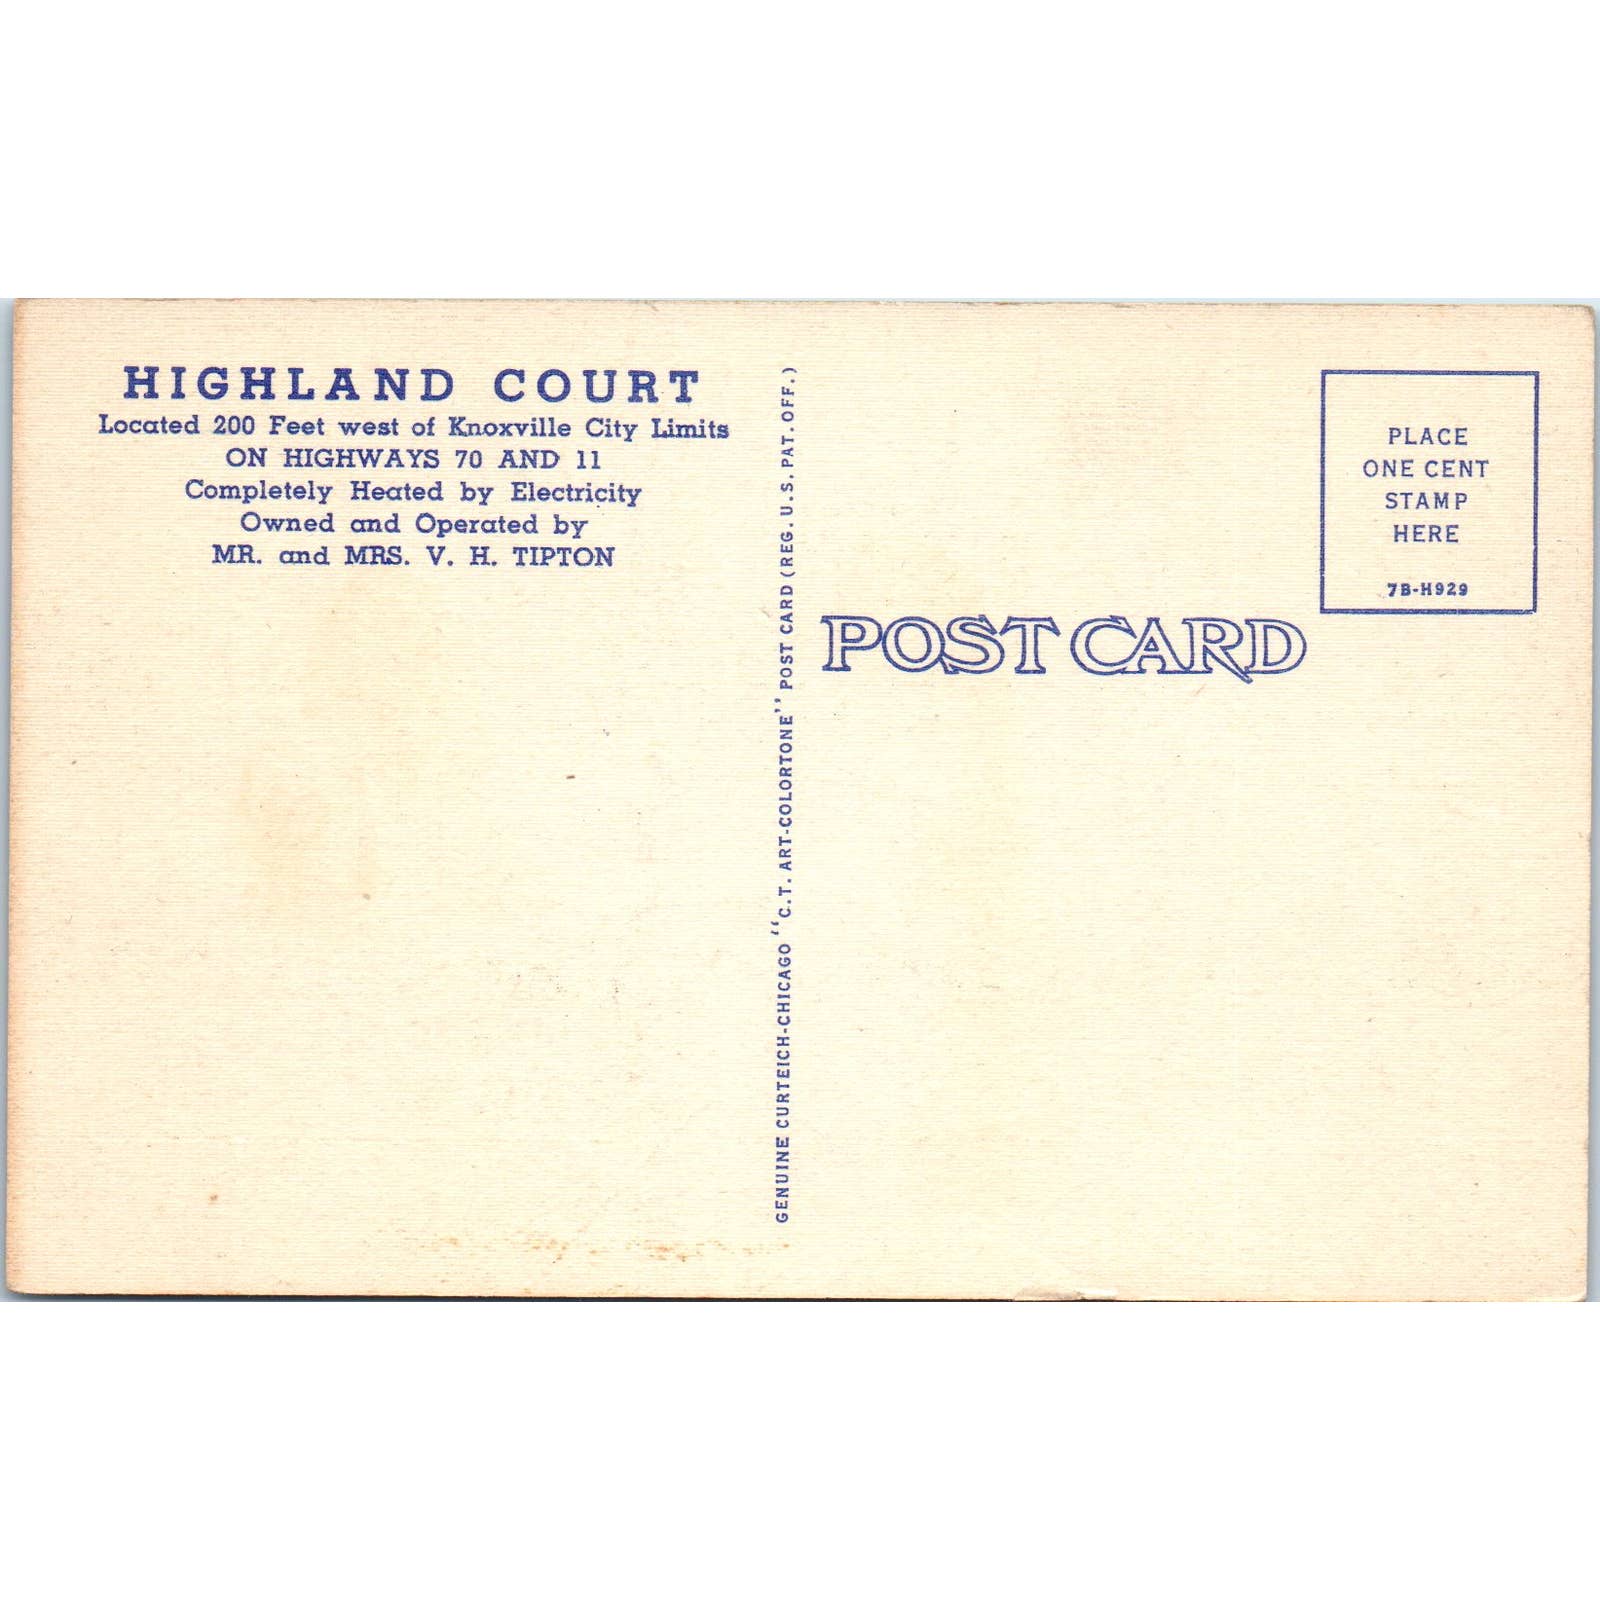 HIGHLAND COURT
Located 200 Feet west of Knoxville City Limits
ON HIGHWAYS 70 AND 11
Completely Heated by Electricity
Owned and Operated by
MR. and MRS. V. H. TIPTON
GENUINE CURTEICH-CHICAGO "C.T. ART-COLORTONE" POST CARD (REG. U.S. PAT. OFF.)
POST CARD
PLACE
ONE CENT
STAMP
HERE
7B-H929